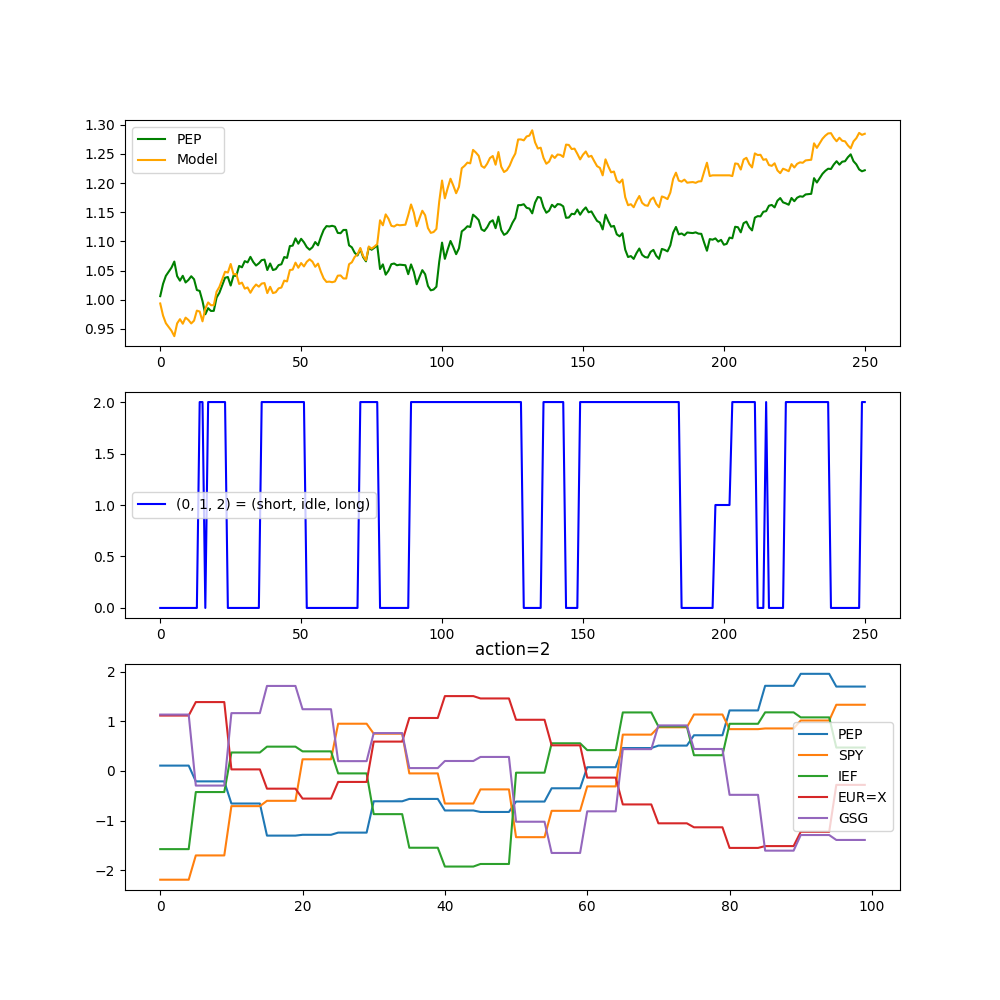 1.30
1.25
1.20
1.15
1.10
1.05
1.00
0.95
PEP
Model
0 50 100 150 200 250
2.0
1.5
1.0
0.5
0.0
(0, 1, 2) = (short, idle, long)
0 50 100 150 200 250
action=2
2
1
0
−1
−2
PEP
SPY
IEF
EUR=X
GSG
0 20 40 60 80 100